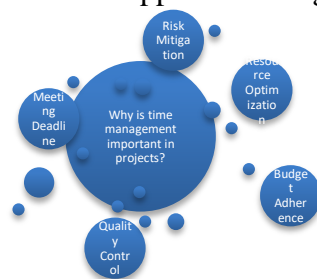 Risk
Mitiga
tion
Resou
rce
Optim
izatio
n
Meeti
ng
Deadli
ne
Why is time
management
important in
projects?
Budge
t
Adher
ence
Qualit
y
Contr
ol